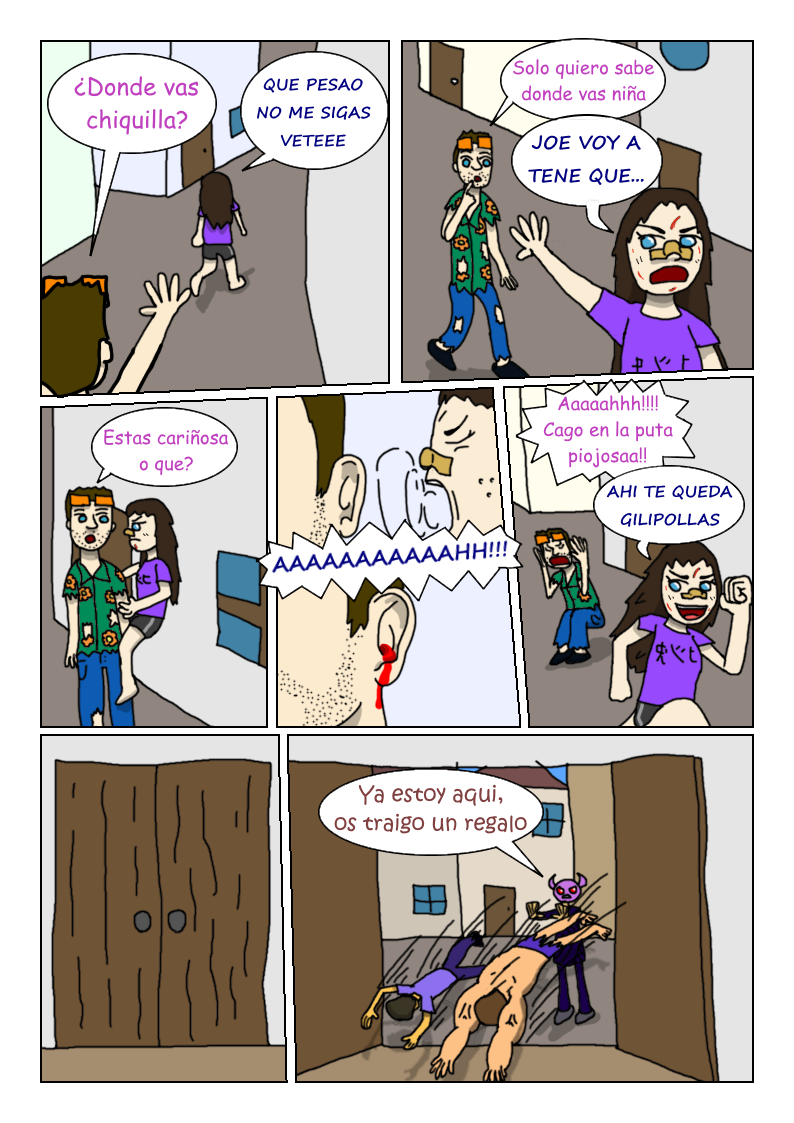 ¿Donde vas
chiquilla?
QUE PESAO
NO ME SIGAS
VETEEE
Solo quiero sabe
donde vas niña
JOE VOY A
TENE QUE...
Estas cariñosa
o que?
AAAAAAAAAAAAHH!!!
Aaaaahhh!!!!
Cago en la puta
piojosaa!!
AHI TE QUEDA
GILIPOLLAS
Ya estoy aqui,
os traigo un regalo